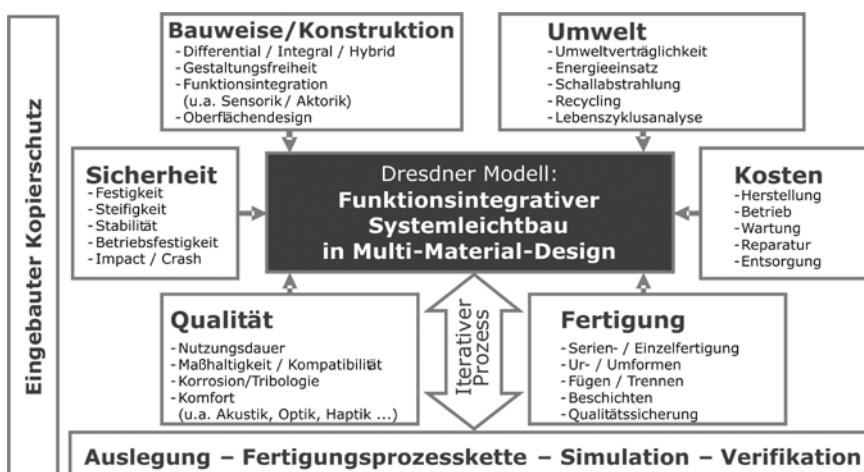 Eingebauter Kopierschutz
Bauweise/Konstruktion
- Differential / Integral / Hybrid
- Gestaltungsfreiheit
- Funktionsintegration
(u.a. Sensorik / Aktorik)
- Oberflächendesign
Umwelt
- Umweltverträglichkeit
- Energieeinsatz
- Schallabstrahlung
- Recycling
- Lebenszyklusanalyse
Sicherheit
- Festigkeit
- Steifigkeit
- Stabilität
- Betriebsfestigkeit
- Impact / Crash
Dresdner Modell:
Funktionsintegrativer
Systemleichtbau
in Multi-Material-Design
Kosten
- Herstellung
- Betrieb
- Wartung
- Reparatur
- Entsorgung
Qualität
- Nutzungsdauer
- Maßhaltigkeit / Kompatibilität
- Korrosion/Tribologie
- Komfort
(u.a. Akustik, Optik, Haptik ...)
Iterativer
Prozess
Fertigung
- Serien- / Einzelfertigung
- Ur- / Umformen
- Fügen / Trennen
- Beschichten
- Qualitätssicherung
Auslegung – Fertigungsprozesskette – Simulation – Verifikation